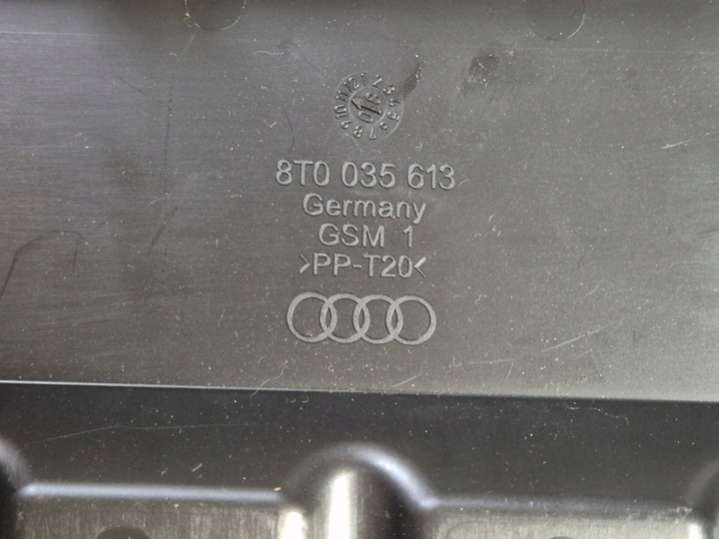 8T0 035 613
Germany
GSM 1
>PP-T20<